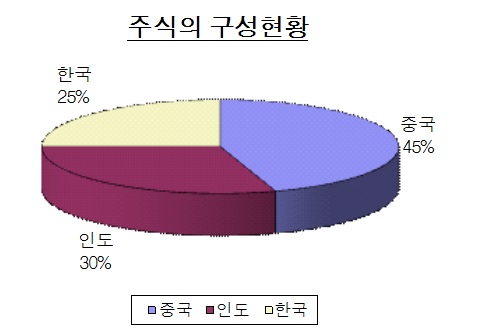 주식의 구성현황
한국
25%
중국
45%
인도
30%
중국 인도 한국